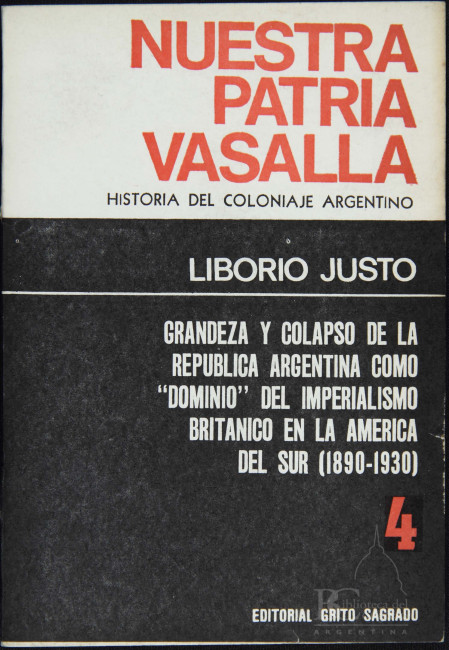 NUESTRA
PATRIA
VASALLA
HISTORIA DEL COLONIAJE ARGENTINO
LIBORIO JUSTO
GRANDEZA Y COLAPSO DE LA
REPUBLICA ARGENTINA COMO
"DOMINIO" DEL IMPERIALISMO
BRITANICO EN LA AMERICA
DEL SUR (1890-1930)
4
EDITORIAL GRITO SAGRADO
ARGENTINA